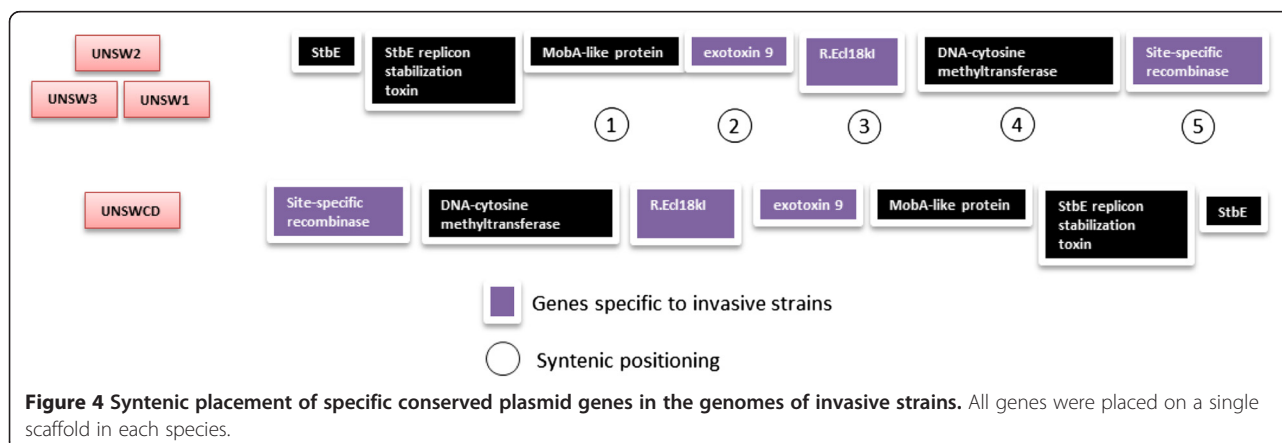 UNSW2
UNSW3
UNSW1
StbE
StbE replicon
stabilization
toxin
MobA-like protein
exotoxin 9
R.Ecl18kI
DNA-cytosine
methyltransferase
Site-specific
recombinase
1
2
3
4
5
UNSWCD
Site-specific
recombinase
DNA-cytosine
methyltransferase
R.Ecl18kI
exotoxin 9
MobA-like protein
StbE replicon
stabilization
toxin
StbE
Genes specific to invasive strains
Syntenic positioning
Figure 4 Syntenic placement of specific conserved plasmid genes in the genomes of invasive strains. All genes were placed on a single
scaffold in each species.